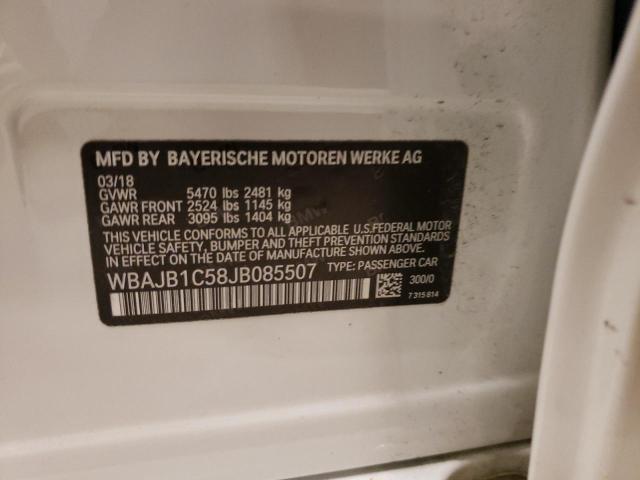 MFD BY BAYERISCHE MOTOREN WERKE AG
03/18
GVWR 5470 lbs 2481 kg
GAWR FRONT 2524 lbs 1145 kg
GAWR REAR 3095 lbs 1404 kg
THIS VEHICLE CONFORMS TO ALL APPLICABLE U.S.FEDERAL MOTOR
VEHICLE SAFETY, BUMPER AND THEFT PREVENTION STANDARDS
IN EFFECT ON THE DATE OF MANUFACTURE SHOWN ABOVE.
WBAJB1C58JB085507 TYPE: PASSENGER CAR
300/0
7 315 814